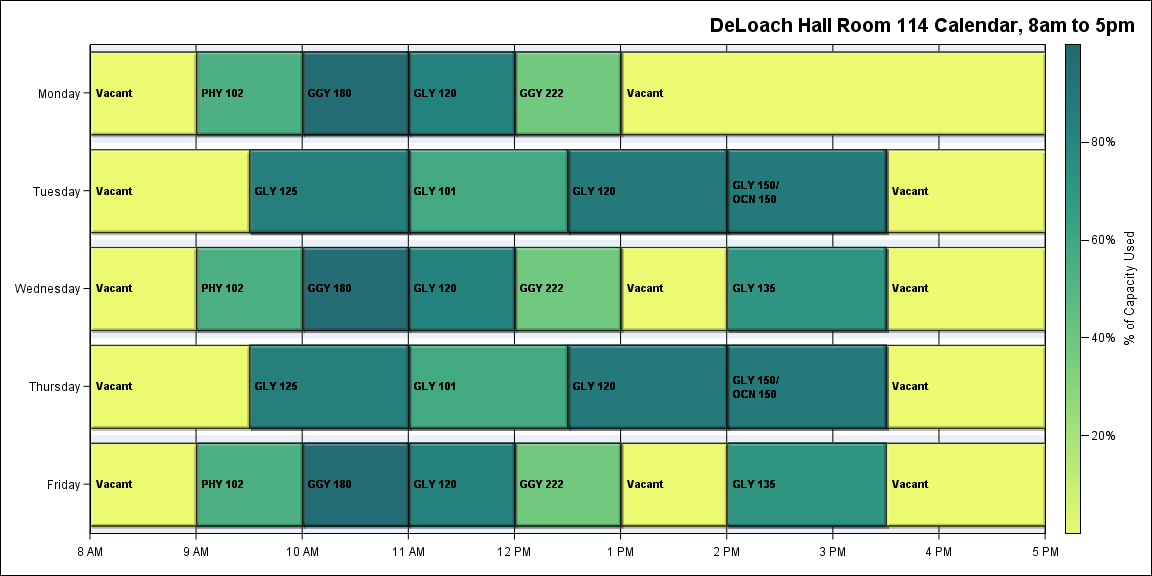 DeLoach Hall Room 114 Calendar, 8am to 5pm
Monday
Vacant
PHY 102
GGY 180
GLY 120
GGY 222
Vacant
Tuesday
Vacant
GLY 125
GLY 101
GLY 120
GLY 150/
OCN 150
Vacant
Wednesday
Vacant
PHY 102
GGY 180
GLY 120
GGY 222
Vacant
GLY 135
Vacant
Thursday
Vacant
GLY 125
GLY 101
GLY 120
GLY 150/
OCN 150
Vacant
Friday
Vacant
PHY 102
GGY 180
GLY 120
GGY 222
Vacant
GLY 135
Vacant
8 AM
9 AM
10 AM
11 AM
12 PM
1 PM
2 PM
3 PM
4 PM
5 PM
80%
60%
40%
20%
% of Capacity Used